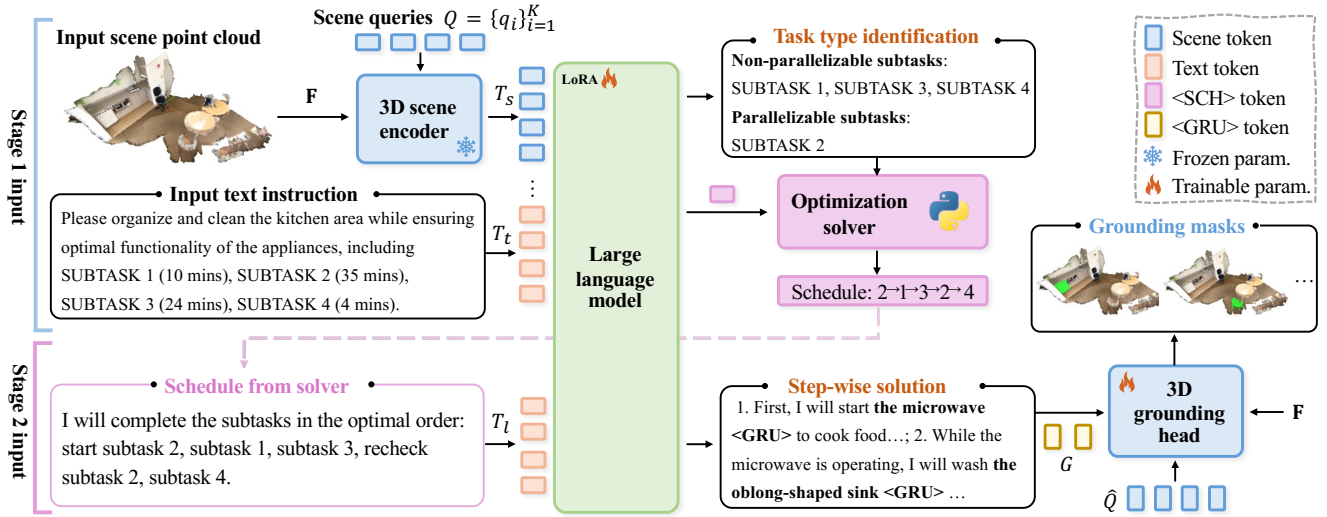 Stage 1 input
Input scene point cloud
Scene queries Q = {q_i}_{i=1}^{K}
F
3D scene
encoder
T_s
LoRA
Large
language
model
Input text instruction
Please organize and clean the kitchen area while ensuring
optimal functionality of the appliances, including
SUBTASK 1 (10 mins), SUBTASK 2 (35 mins),
SUBTASK 3 (24 mins), SUBTASK 4 (4 mins).
⋮
T_t
Task type identification
Non-parallelizable subtasks:
SUBTASK 1, SUBTASK 3, SUBTASK 4
Parallelizable subtasks:
SUBTASK 2
Optimization
solver
Schedule: 2→1→3→2→4
Scene token
Text token
<SCH> token
<GRU> token
Frozen param.
Trainable param.
Grounding masks
...
Stage 2 input
Schedule from solver
I will complete the subtasks in the optimal order:
start subtask 2, subtask 1, subtask 3, recheck
subtask 2, subtask 4.
T_l
Step-wise solution
1. First, I will start the microwave
<GRU> to cook food…; 2. While the
microwave is operating, I will wash the
oblong-shaped sink <GRU> …
G
3D
grounding
head
F
Q̂